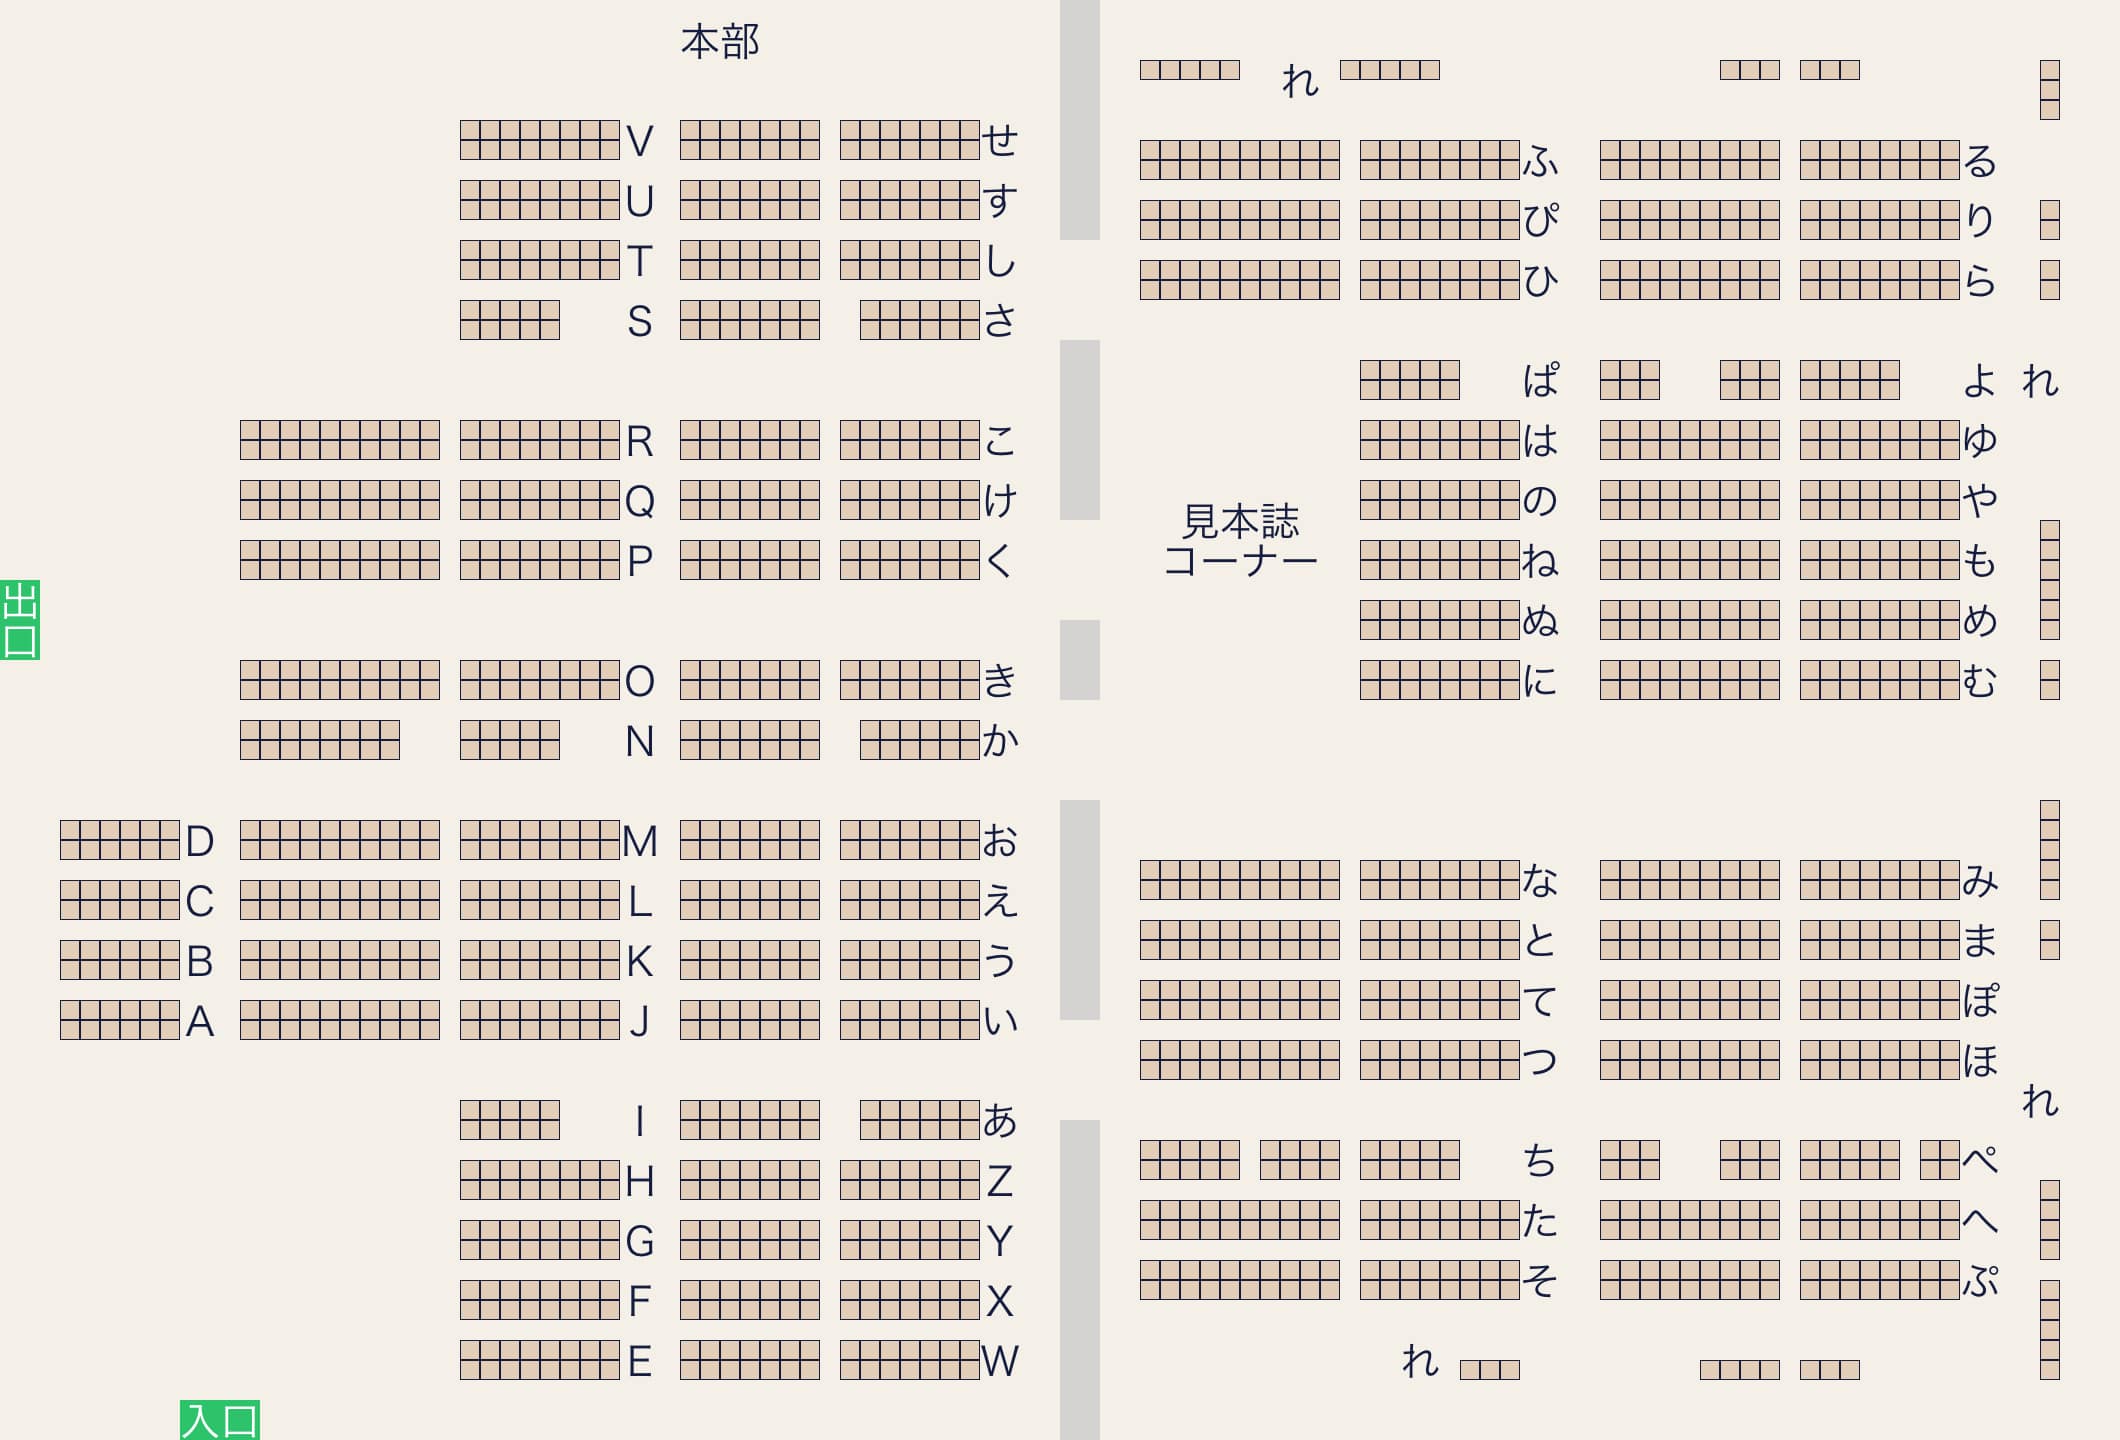 本部
れ
V せ
ふ る
U す
ぴ り
T し
ひ ら
S さ
ぱ よ れ
R こ
は ゆ
Q け
の や
見本誌
コーナー
P く
ね も
出口
ぬ め
O き
に む
N か
D M お
な み
C L え
B K う
と ま
A J い
て ぽ
つ ほ
れ
I あ
ち ぺ
H Z
た へ
G Y
F X
そ ぷ
E W
れ
入口